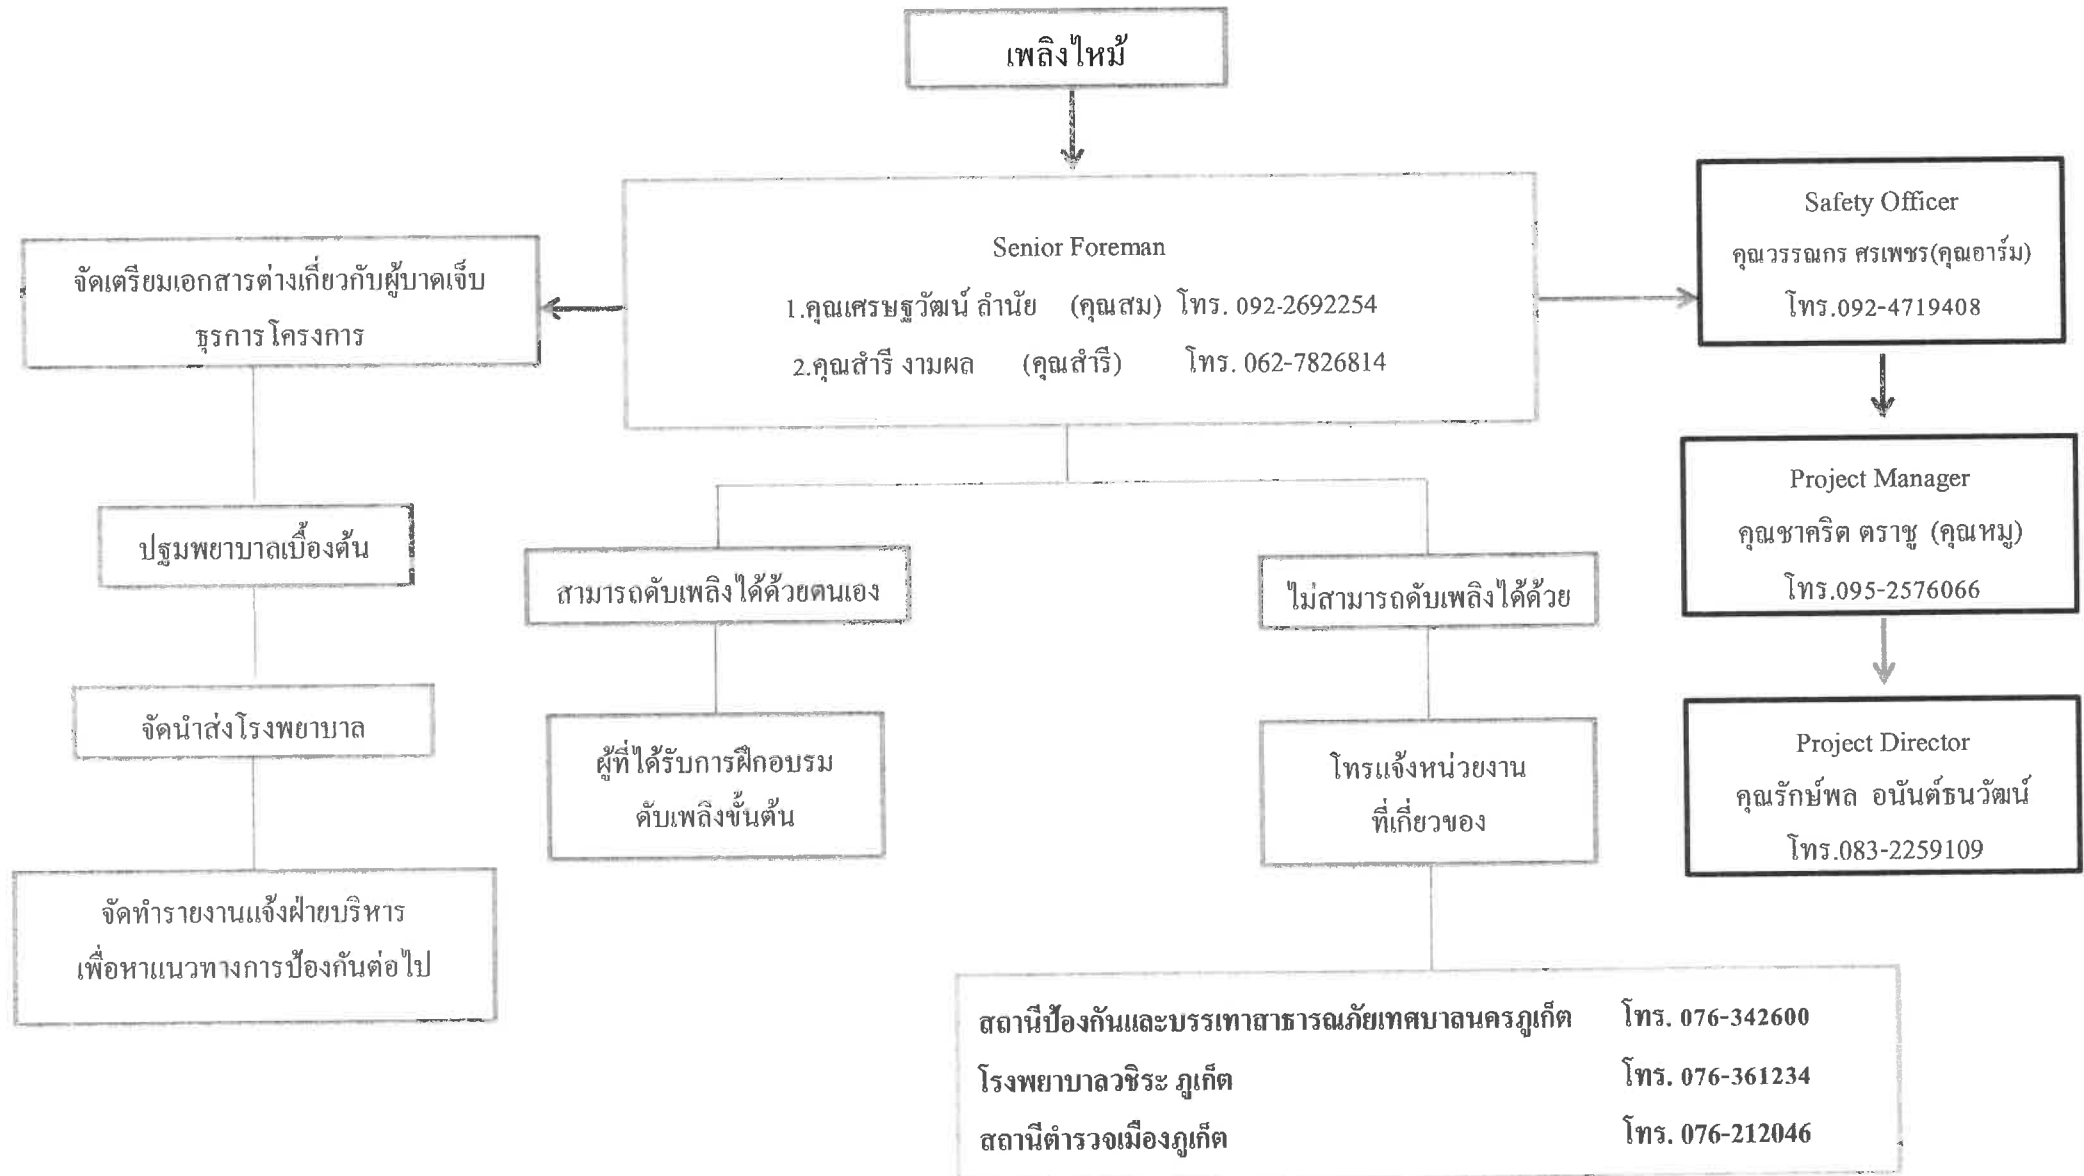 เพลิงไหม้
Senior Foreman
1.คุณเศรษฐวัฒน์ ลำนัย (คุณสม) โทร. 092-2692254
2.คุณสำรี งามผล (คุณสำรี) โทร. 062-7826814
Safety Officer
คุณวรรณกร ศรเพชร(คุณอาร์ม)
โทร.092-4719408
Project Manager
คุณชาคริต ตราชู (คุณหมู)
โทร.095-2576066
Project Director
คุณรักษ์พล อนันต์ธนวัฒน์
โทร.083-2259109
จัดเตรียมเอกสารต่างเกี่ยวกับผู้บาดเจ็บ
ธุรการโครงการ
ปฐมพยาบาลเบื้องต้น
จัดนำส่งโรงพยาบาล
จัดทำรายงานแจ้งฝ่ายบริหาร
เพื่อหาแนวทางการป้องกันต่อไป
สามารถดับเพลิงได้ด้วยตนเอง
ผู้ที่ได้รับการฝึกอบรม
ดับเพลิงขั้นต้น
ไม่สามารถดับเพลิงได้ด้วย
โทรแจ้งหน่วยงาน
ที่เกี่ยวของ
สถานีป้องกันและบรรเทาสาธารณภัยเทศบาลนครภูเก็ต โทร. 076-342600
โรงพยาบาลวชิระ ภูเก็ต โทร. 076-361234
สถานีตำรวจเมืองภูเก็ต โทร. 076-212046